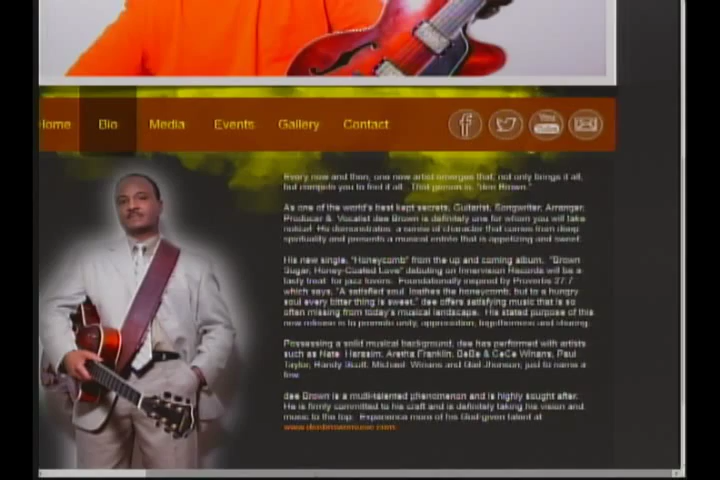 Home Bio Media Events Gallery Contact
You
Tube
Every now and then, one new artist emerges that, not only brings it all,
but compels you to feel it all. That person is, "dee Brown."
As one of the world's best kept secrets, Guitarist, Songwriter, Arranger,
Producer & Vocalist dee Brown is definitely one for whom you will take
notice! He demonstrates a sense of character that comes from deep
spirituality and presents a musical entrée that is appetizing and sweet!
His new single, "Honeycomb" from the up and coming album, "Brown
Sugar, Honey-Coated Love" debuting on Innervision Records will be a
tasty treat for jazz lovers. Foundationally inspired by Proverbs 27:7
which says, "A satisfied soul loathes the honeycomb, but to a hungry
soul every bitter thing is sweet." dee offers satisfying music that is so
often missing from today's musical landscape. His stated purpose of this
new release is to promote unity, appreciation, togetherness and sharing.
Possessing a solid musical background, dee has performed with artists
such as Nate Harasim, Aretha Franklin, BeBe & CeCe Winans, Paul
Taylor, Randy Scott, Michael Winans and Gail Jhonson; just to name a
few.
dee Brown is a multi-talented phenomenon and is highly sought after.
He is firmly committed to his craft and is definitely taking his vision and
music to the top. Experience more of his God-given talent at
www.deebrownmusic.com